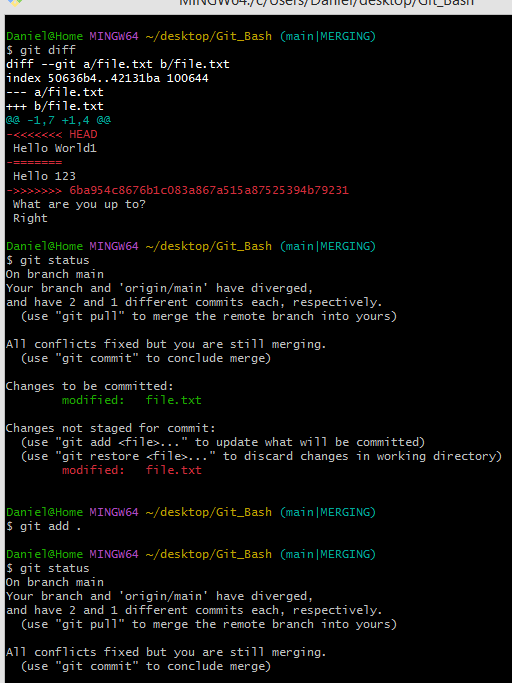 MINGW64:/c/Users/Daniel/desktop/Git_Bash
Daniel@Home MINGW64 ~/desktop/Git_Bash (main|MERGING)
$ git diff
diff --git a/file.txt b/file.txt
index 50636b4..42131ba 100644
--- a/file.txt
+++ b/file.txt
@@ -1,7 +1,4 @@
-<<<<<<< HEAD
 Hello World1
-=======
 Hello 123
->>>>>>> 6ba954c8676b1c083a867a515a87525394b79231
 What are you up to?
 Right
Daniel@Home MINGW64 ~/desktop/Git_Bash (main|MERGING)
$ git status
On branch main
Your branch and 'origin/main' have diverged,
and have 2 and 1 different commits each, respectively.
  (use "git pull" to merge the remote branch into yours)
All conflicts fixed but you are still merging.
  (use "git commit" to conclude merge)
Changes to be committed:
        modified:   file.txt
Changes not staged for commit:
  (use "git add <file>..." to update what will be committed)
  (use "git restore <file>..." to discard changes in working directory)
        modified:   file.txt
Daniel@Home MINGW64 ~/desktop/Git_Bash (main|MERGING)
$ git add .
Daniel@Home MINGW64 ~/desktop/Git_Bash (main|MERGING)
$ git status
On branch main
Your branch and 'origin/main' have diverged,
and have 2 and 1 different commits each, respectively.
  (use "git pull" to merge the remote branch into yours)
All conflicts fixed but you are still merging.
  (use "git commit" to conclude merge)